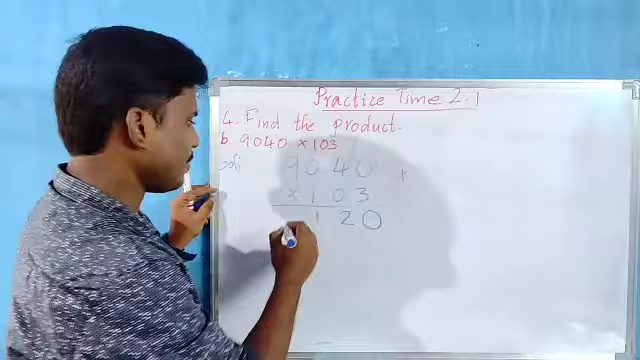 Practice Time 2.1
4. Find the product.
b. 9040 × 103
Sol:
9040 ×
× 103
120